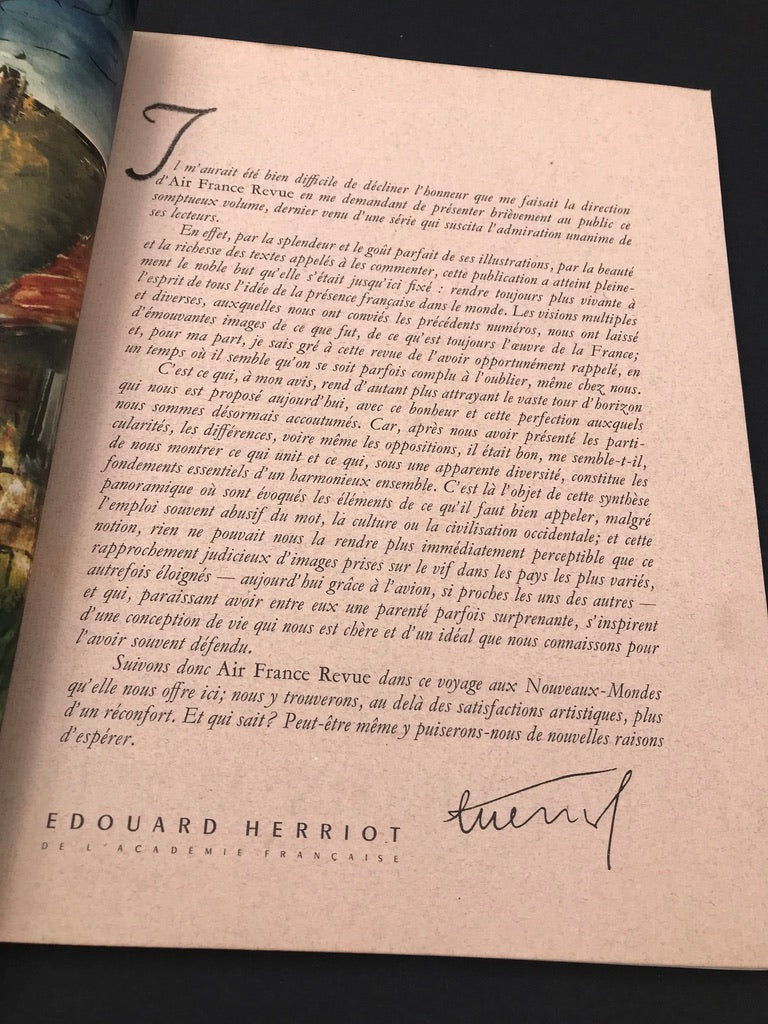 Il m'aurait été bien difficile de décliner l'honneur que me faisait la direction
d'Air France Revue en me demandant de présenter brièvement au public ce
somptueux volume, dernier venu d'une série qui suscita l'admiration unanime de
ses lecteurs.
En effet, par la splendeur et le goût parfait de ses illustrations, par la beauté
et la richesse des textes appelés à les commenter, cette publication a atteint pleine-
ment le noble but qu'elle s'était jusqu'ici fixé : rendre toujours plus vivante à
l'esprit de tous l'idée de la présence française dans le monde. Les visions multiples
et diverses, auxquelles nous ont conviés les précédents numéros, nous ont laissé
d'émouvantes images de ce que fut, de ce qu'est toujours l'œuvre de la France;
et, pour ma part, je sais gré à cette revue de l'avoir opportunément rappelé, en
un temps où il semble qu'on se soit parfois complu à l'oublier, même chez nous.
C'est ce qui, à mon avis, rend d'autant plus attrayant le vaste tour d'horizon
qui nous est proposé aujourd'hui, avec ce bonheur et cette perfection auxquels
nous sommes désormais accoutumés. Car, après nous avoir présenté les parti-
cularités, les différences, voire même les oppositions, il était bon, me semble-t-il,
de nous montrer ce qui unit et ce qui, sous une apparente diversité, constitue les
fondements essentiels d'un harmonieux ensemble. C'est là l'objet de cette synthèse
panoramique où sont évoqués les éléments de ce qu'il faut bien appeler, malgré
l'emploi souvent abusif du mot, la culture ou la civilisation occidentale; et cette
notion, rien ne pouvait nous la rendre plus immédiatement perceptible que ce
rapprochement judicieux d'images prises sur le vif dans les pays les plus variés,
autrefois éloignés — aujourd'hui grâce à l'avion, si proches les uns des autres —
et qui, paraissant avoir entre eux une parenté parfois surprenante, s'inspirent
d'une conception de vie qui nous est chère et d'un idéal que nous connaissons pour
l'avoir souvent défendu.
Suivons donc Air France Revue dans ce voyage aux Nouveaux-Mondes
qu'elle nous offre ici; nous y trouverons, au delà des satisfactions artistiques, plus
d'un réconfort. Et qui sait? Peut-être même y puiserons-nous de nouvelles raisons
d'espérer.
Herriot
EDOUARD HERRIOT
DE L'ACADEMIE FRANÇAISE